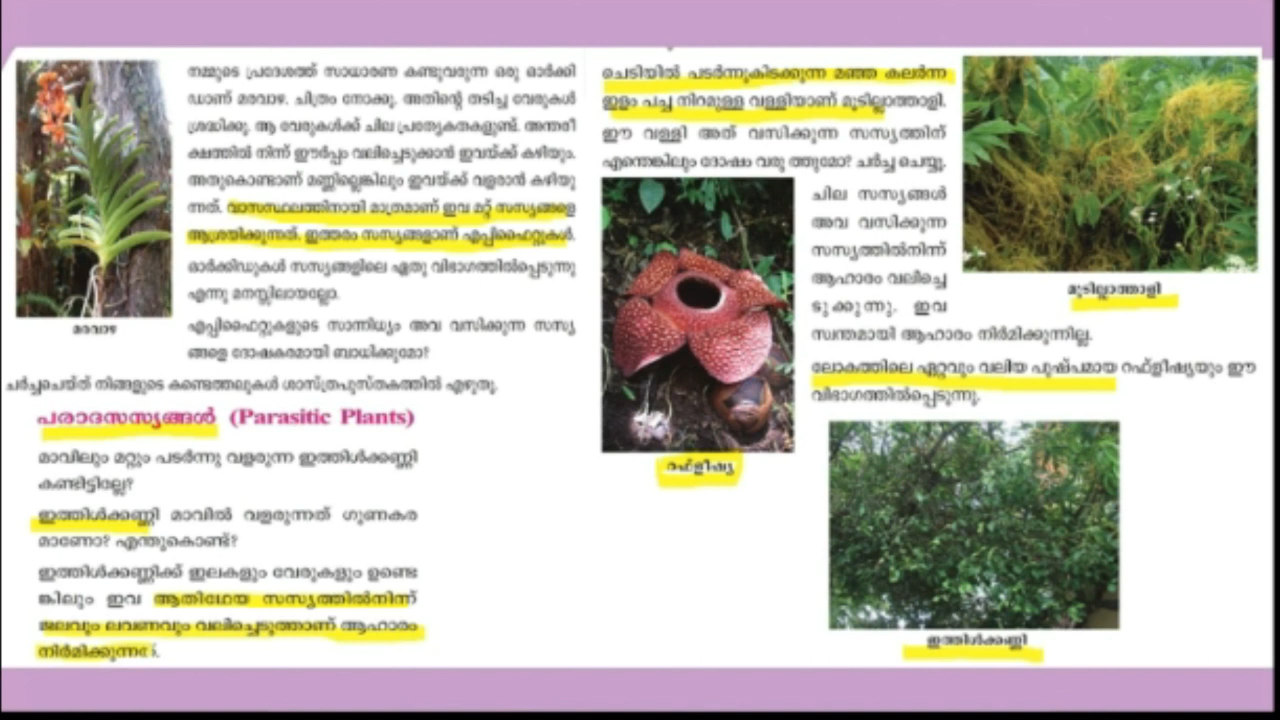 നമ്മുടെ പ്രദേശത്ത് സാധാരണ കണ്ടുവരുന്ന ഒരു ഓർക്കി
ഡാണ് മരവാഴ. ചിത്രം നോക്കൂ. അതിന്റെ തടിച്ച വേരുകൾ
ശ്രദ്ധിക്കൂ. ആ വേരുകൾക്ക് ചില പ്രത്യേകതകളുണ്ട്. അന്തരീ
ക്ഷത്തിൽ നിന്ന് ഈർപ്പം വലിച്ചെടുക്കാൻ ഇവയ്ക്ക് കഴിയും.
അതുകൊണ്ടാണ് മണ്ണില്ലെങ്കിലും ഇവയ്ക്ക് വളരാൻ കഴിയു
ന്നത്. വാസസ്ഥലത്തിനായി മാത്രമാണ് ഇവ മറ്റ് സസ്യങ്ങളെ
ആശ്രയിക്കുന്നത്. ഇത്തരം സസ്യങ്ങളാണ് എപ്പിഫൈറ്റുകൾ.
ഓർക്കിഡുകൾ സസ്യങ്ങളിലെ ഏതു വിഭാഗത്തിൽപ്പെടുന്നു
എന്നു മനസ്സിലായല്ലോ.
മരവാഴ
എപ്പിഫൈറ്റുകളുടെ സാന്നിധ്യം അവ വസിക്കുന്ന സസ്യ
ങ്ങളെ ദോഷകരമായി ബാധിക്കുമോ?
ചർച്ചചെയ്ത് നിങ്ങളുടെ കണ്ടെത്തലുകൾ ശാസ്ത്രപുസ്തകത്തിൽ എഴുതൂ.
പരാദസസ്യങ്ങൾ (Parasitic Plants)
മാവിലും മറ്റും പടർന്നു വളരുന്ന ഇത്തിൾക്കണ്ണി
കണ്ടിട്ടില്ലേ?
ഇത്തിൾക്കണ്ണി മാവിൽ വളരുന്നത് ഗുണകര
മാണോ? എന്തുകൊണ്ട്?
ഇത്തിൾക്കണ്ണിക്ക് ഇലകളും വേരുകളും ഉണ്ടെ
ങ്കിലും ഇവ ആതിഥേയ സസ്യത്തിൽനിന്ന്
ജലവും ലവണവും വലിച്ചെടുത്താണ് ആഹാരം
നിർമിക്കുന്നത്.
ചെടിയിൽ പടർന്നുകിടക്കുന്ന മഞ്ഞ കലർന്ന
ഇളം പച്ച നിറമുള്ള വള്ളിയാണ് മൂടില്ലാത്താളി.
ഈ വള്ളി അത് വസിക്കുന്ന സസ്യത്തിന്
എന്തെങ്കിലും ദോഷം വരു ത്തുമോ? ചർച്ച ചെയ്യൂ.
ചില സസ്യങ്ങൾ
അവ വസിക്കുന്ന
സസ്യത്തിൽനിന്ന്
ആഹാരം വലിച്ചെ
ടുക്കുന്നു. ഇവ
സ്വന്തമായി ആഹാരം നിർമിക്കുന്നില്ല.
മൂടില്ലാത്താളി
ലോകത്തിലെ ഏറ്റവും വലിയ പുഷ്പമായ റഫ്ളീഷ്യയും ഈ
വിഭാഗത്തിൽപ്പെടുന്നു.
റഫ്ളീഷ്യ
ഇത്തിൾക്കണ്ണി